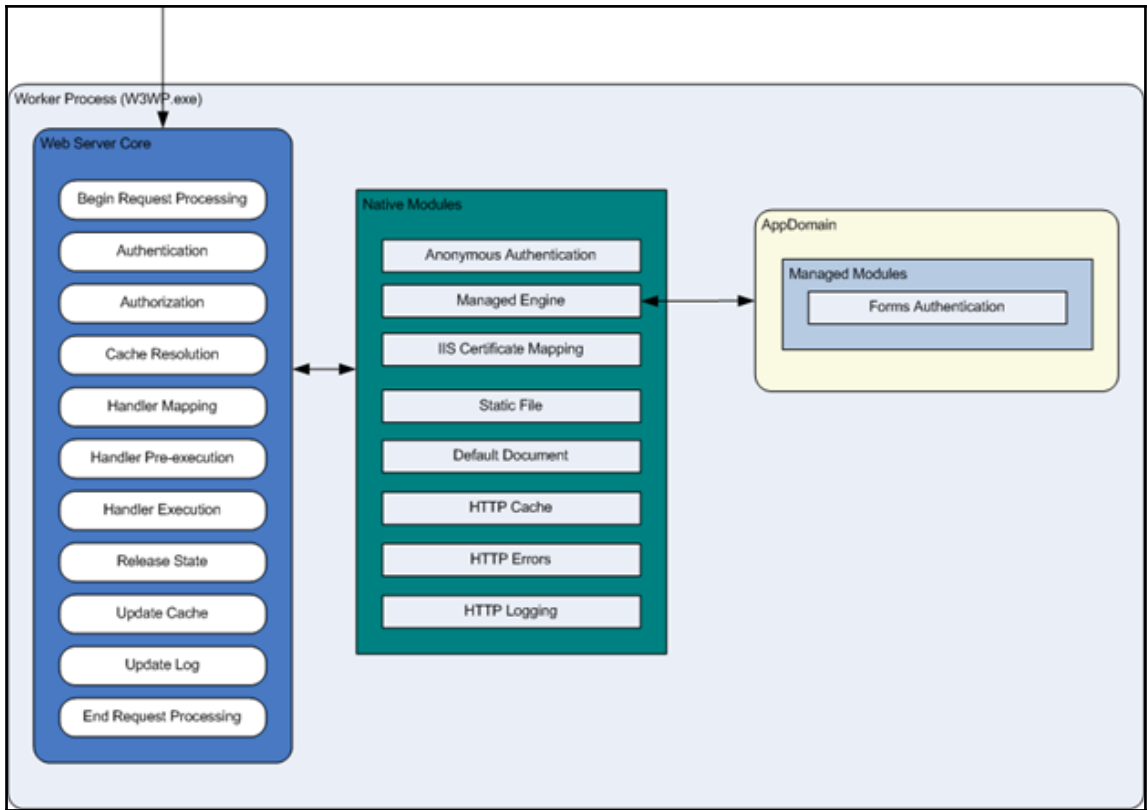 Worker Process (W3WP.exe)
Web Server Core
Begin Request Processing
Authentication
Authorization
Cache Resolution
Handler Mapping
Handler Pre-execution
Handler Execution
Release State
Update Cache
Update Log
End Request Processing
Native Modules
Anonymous Authentication
Managed Engine
IIS Certificate Mapping
Static File
Default Document
HTTP Cache
HTTP Errors
HTTP Logging
AppDomain
Managed Modules
Forms Authentication